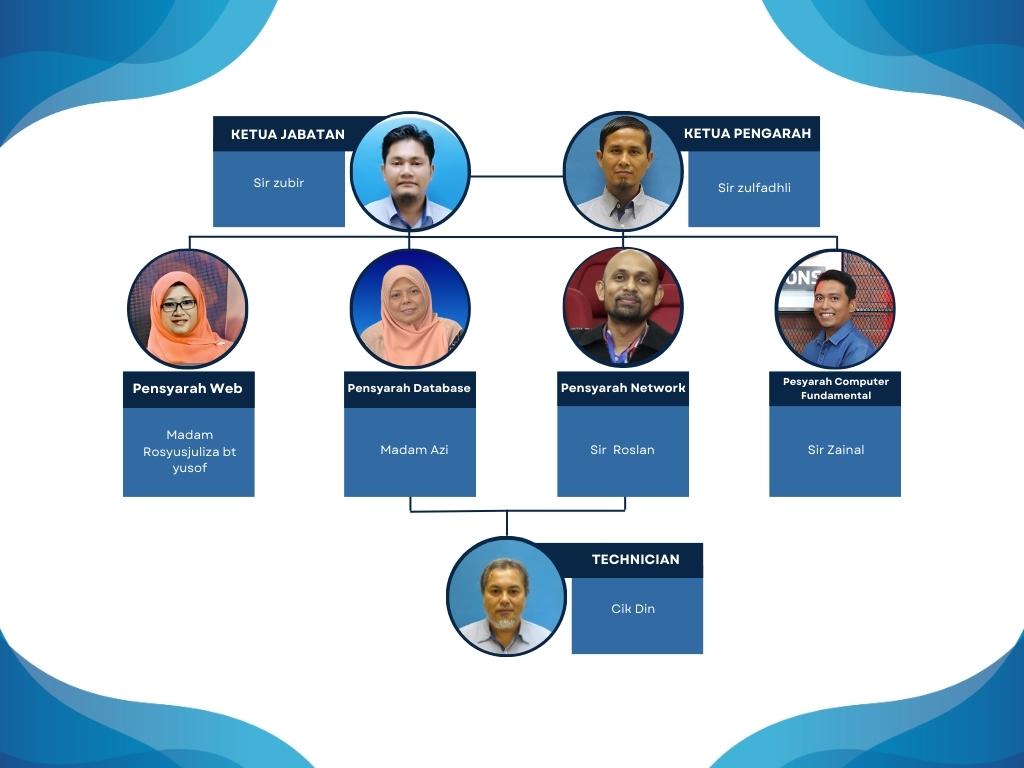 KETUA JABATAN
Sir zubir
KETUA PENGARAH
Sir zulfadhli
ONS
Pensyarah Web
Madam
Rosyusjuliza bt
yusof
Pensyarah Database
Madam Azi
Pensyarah Network
Sir  Roslan
Pesyarah Computer
Fundamental
Sir Zainal
TECHNICIAN
Cik Din